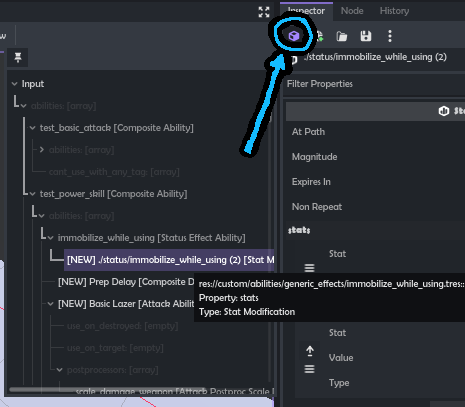 Inspector
Node
History
w
./status/immobilize_while_using (2)
Filter Properties
Input
abilities: [array]
test_basic_attack [Composite Ability]
abilities: [array]
cant_use_with_any_tag: [array]
test_power_skill [Composite Ability]
abilities: [array]
immobilize_while_using [Status Effect Ability]
[NEW] ./status/immobilize_while_using (2) [Stat M
[NEW] Prep Delay [Composite D
[NEW] Basic Lazer [Attack Ability
use_on_destroyed: [empty]
use_on_target: [empty]
postprocesors: [array]
scale_damage_weapon [Attack Postproc Scale
Sta
At Path
Magnitude
Expires In
Non Repeat
stats
Stat
res://custom/abilities/generic_effects/immobilize_while_using.tres::
Property: stats
Type: Stat Modification
Stat
Value
Type